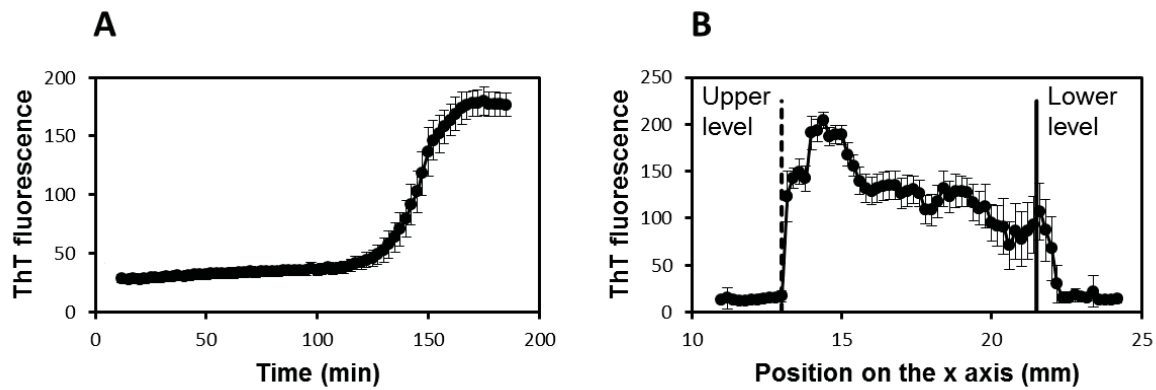 A
ThT fluorescence
200
150
100
50
0
0 50 100 150 200
Time (min)
B
ThT fluorescence
250
200
150
100
50
0
Upper
level
Lower
level
10 15 20 25
Position on the x axis (mm)